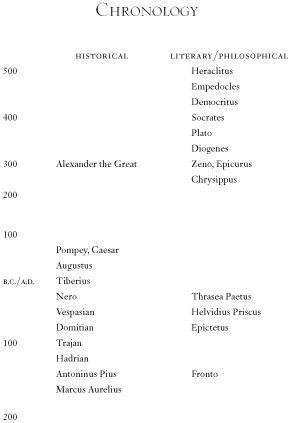 CHRONOLOGY
HISTORICAL LITERARY/PHILOSOPHICAL
500 Heraclitus
Empedocles
Democritus
400 Socrates
Plato
Diogenes
300 Alexander the Great Zeno, Epicurus
Chrysippus
200
100
Pompey, Caesar
Augustus
B.C./A.D. Tiberius
Nero Thrasea Paetus
Vespasian Helvidius Priscus
Domitian Epictetus
100 Trajan
Hadrian
Antoninus Pius Fronto
Marcus Aurelius
200